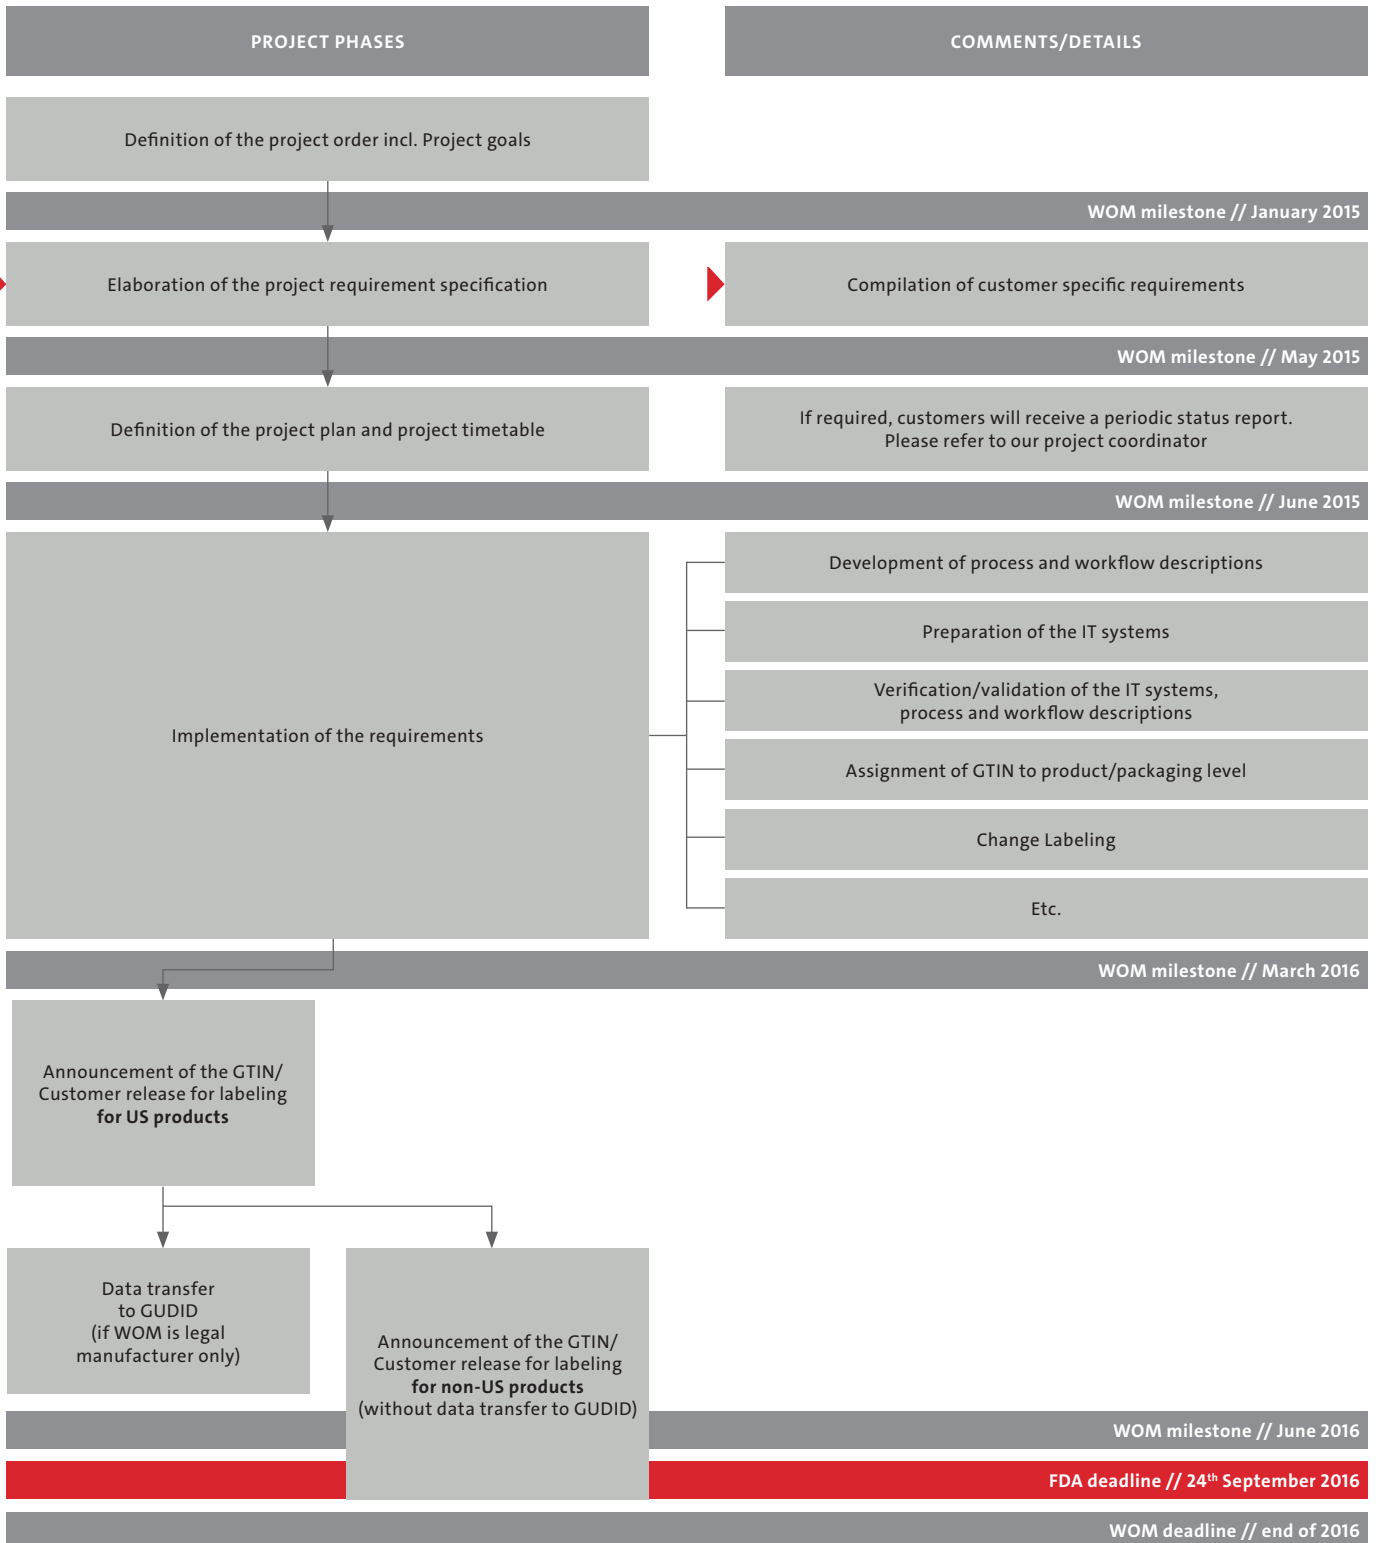 PROJECT PHASES
COMMENTS/DETAILS
Definition of the project order incl. Project goals
WOM milestone // January 2015
Elaboration of the project requirement specification
Compilation of customer specific requirements
WOM milestone // May 2015
Definition of the project plan and project timetable
If required, customers will receive a periodic status report.
Please refer to our project coordinator
WOM milestone // June 2015
Implementation of the requirements
Development of process and workflow descriptions
Preparation of the IT systems
Verification/validation of the IT systems,
process and workflow descriptions
Assignment of GTIN to product/packaging level
Change Labeling
Etc.
WOM milestone // March 2016
Announcement of the GTIN/
Customer release for labeling
for US products
Data transfer
to GUDID
(if WOM is legal
manufacturer only)
Announcement of the GTIN/
Customer release for labeling
for non-US products
(without data transfer to GUDID)
WOM milestone // June 2016
FDA deadline // 24th September 2016
WOM deadline // end of 2016